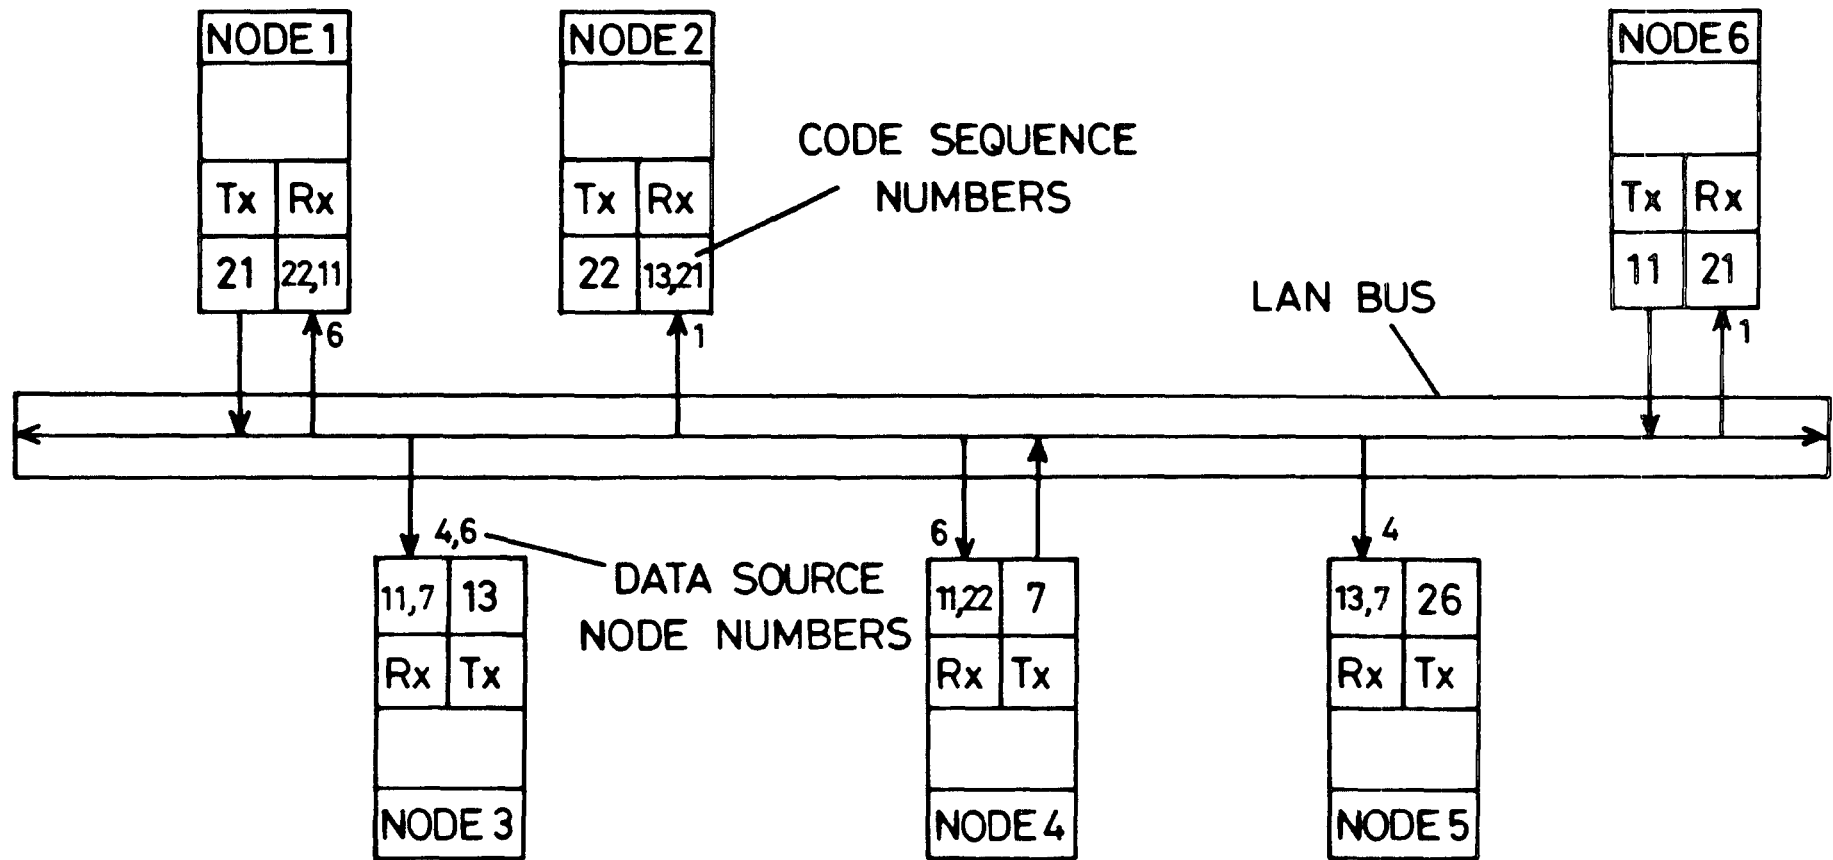 NODE 1
Tx Rx
21 22,11
6
NODE 2
Tx Rx
22 13,21
1
CODE SEQUENCE
NUMBERS
LAN BUS
NODE 6
Tx Rx
11 21
1
4,6
11,7 13
Rx Tx
NODE 3
DATA SOURCE
NODE NUMBERS
6
11,22 7
Rx Tx
NODE 4
4
13,7 26
Rx Tx
NODE 5